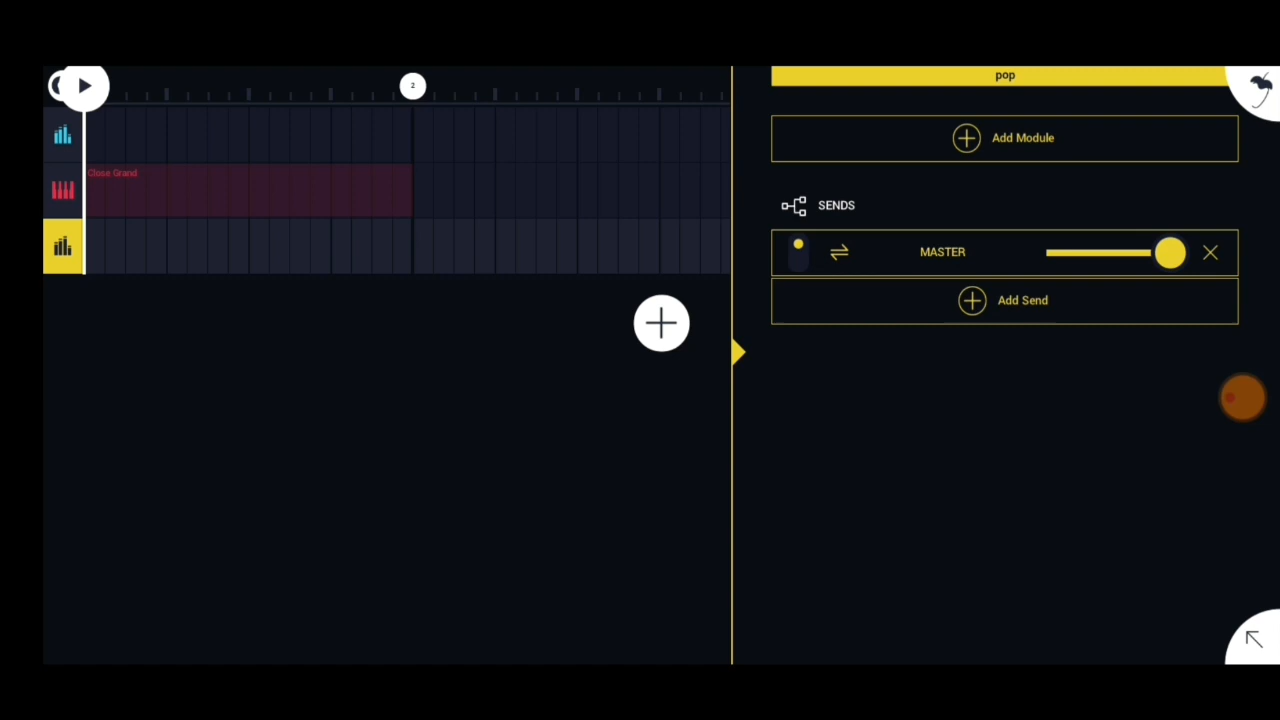 pop
2
Add Module
Close Grand
SENDS
MASTER
Add Send